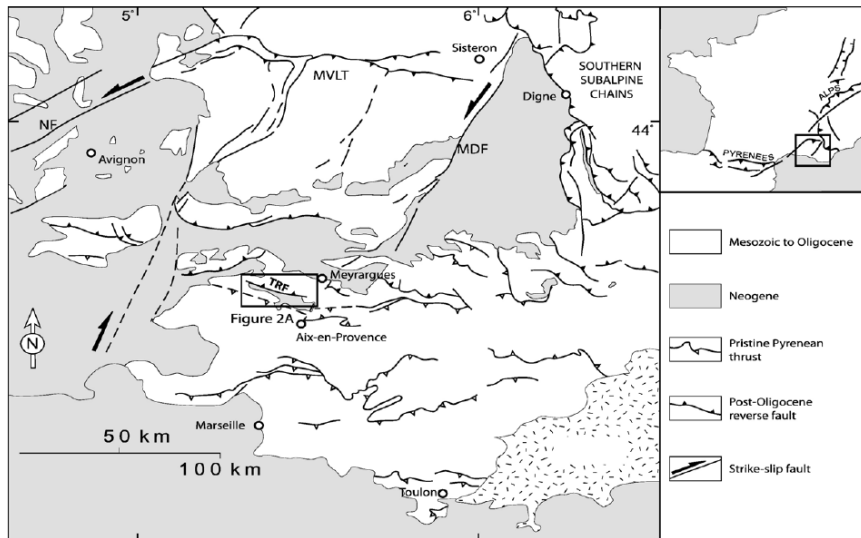 5°
6°
Sisteron
SOUTHERN
SUBALPINE
CHAINS
MVLT
Digne
NF
44°
Avignon
MDF
ALPS
PYRENEES
Meyrargues
TRF
Figure 2A
Aix-en-Provence
N
Marseille
50 km
100 km
Toulon
Mesozoic to Oligocene
Neogene
Pristine Pyrenean
thrust
Post-Oligocene
reverse fault
Strike-slip fault